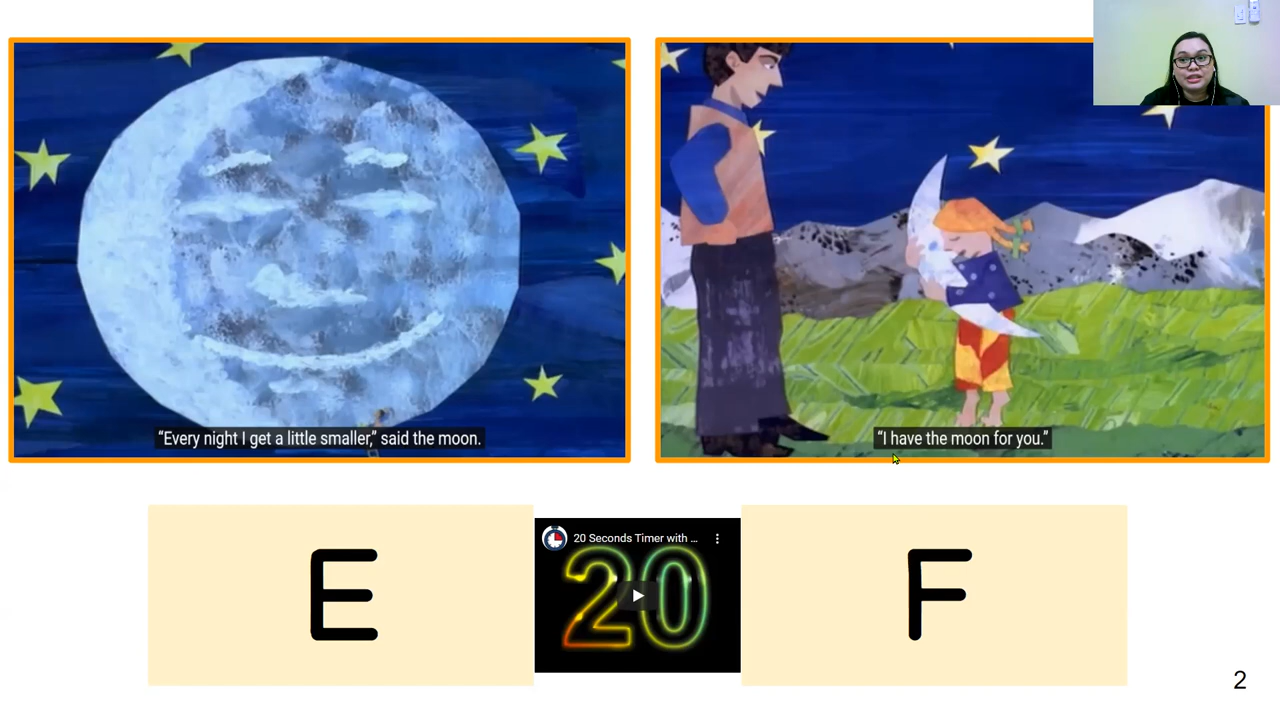 “Every night I get a little smaller,” said the moon.
“I have the moon for you.”
E
20 Seconds Timer with ...
20
F
2